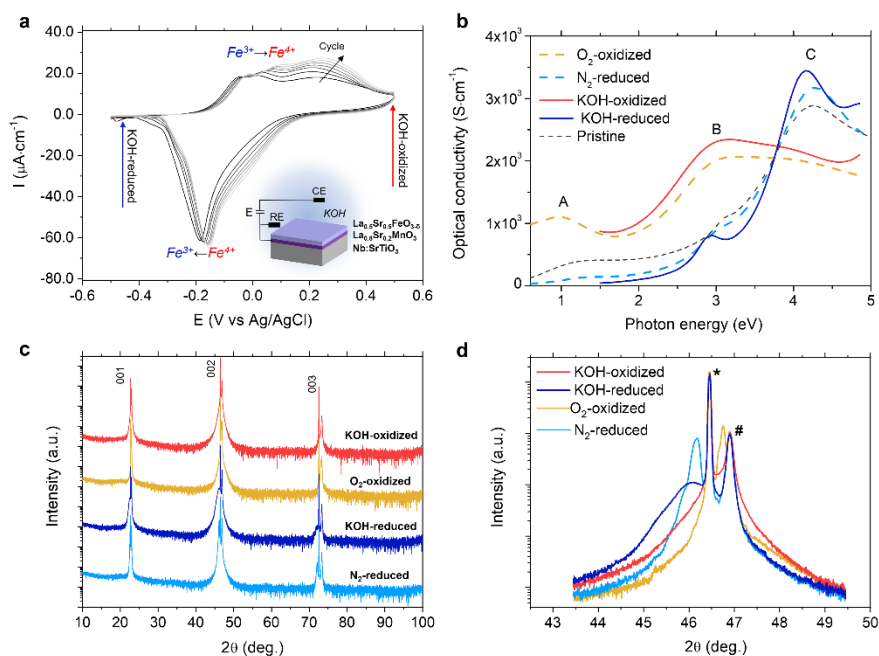 a
I (μA·cm⁻²)
40.0
20.0
0.0
-20.0
-40.0
-60.0
-80.0
-0.6
-0.4
-0.2
0.0
0.2
0.4
0.6
E (V vs Ag/AgCl)
Fe³⁺→Fe⁴⁺
Cycle
KOH-reduced
KOH-oxidized
Fe³⁺←Fe⁴⁺
CE
E
RE
KOH
La₀.₅Sr₀.₅FeO₃₋δ
La₀.₈Sr₀.₂MnO₃
Nb:SrTiO₃
b
Optical conductivity (S·cm⁻¹)
4x10³
3x10³
2x10³
1x10³
0
1
2
3
4
5
Photon energy (eV)
O₂-oxidized
N₂-reduced
KOH-oxidized
KOH-reduced
Pristine
A
B
C
c
Intensity (a.u.)
001
002
003
KOH-oxidized
O₂-oxidized
KOH-reduced
N₂-reduced
10
20
30
40
50
60
70
80
90
100
2θ (deg.)
d
Intensity (a.u.)
KOH-oxidized
KOH-reduced
O₂-oxidized
N₂-reduced
*
#
43
44
45
46
47
48
49
50
2θ (deg.)